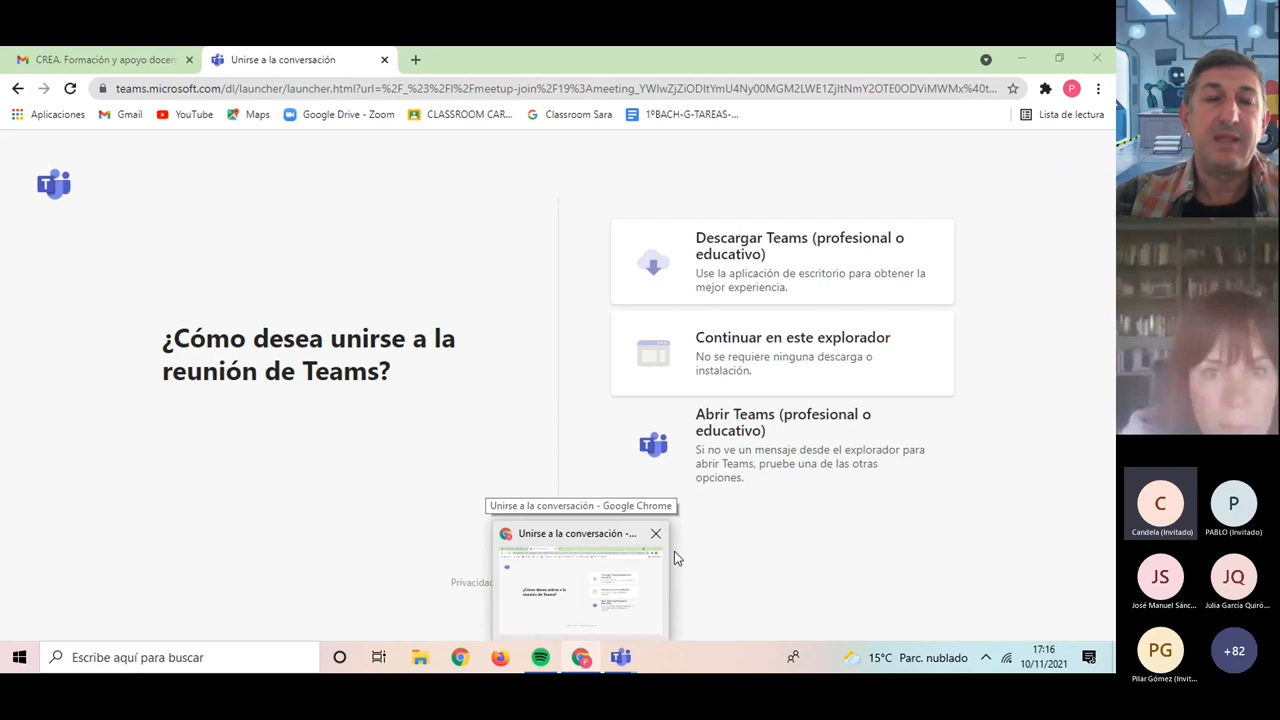 CREA. Formación y apoyo docen
Unirse a la conversación
teams.microsoft.com/dl/launcher/launcher.html?url=%2F_%23%2Fl%2Fmeetup-join%2F19%3Ameeting_
Aplicaciones
Gmail
YouTube
Maps
Google Drive - Zoom
CLASSROOM CAR...
Classroom Sara
1ºBACH-G-TAREAS-...
Lista de lectura
¿Cómo desea unirse a la
reunión de Teams?
Descargar Teams (profesional o
educativo)
Use la aplicación de escritorio para obtener la
mejor experiencia.
Continuar en este explorador
No se requiere ninguna descarga o
instalación.
Abrir Teams (profesional o
educativo)
Si no ve un mensaje desde el explorador para
abrir Teams, pruebe una de las otras
opciones.
Unirse a la conversación - Google Chrome
Unirse a la conversación -...
Privacidad
Escribe aquí para buscar
15°C Parc. nublado
17:16
10/11/2021
C
Candela (Invitado)
P
PABLO (Invitado)
JS
José Manuel Sánc...
JQ
Julia García Quiró...
PG
Pilar Gómez (Invit...
+82